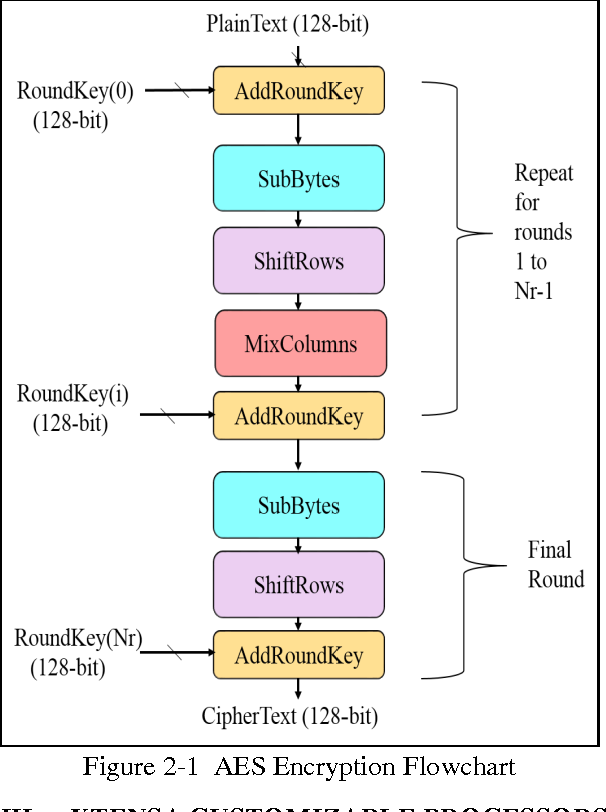 PlainText (128-bit)
RoundKey(0)
(128-bit)
AddRoundKey
SubBytes
ShiftRows
MixColumns
RoundKey(i)
(128-bit)
AddRoundKey
Repeat
for
rounds
1 to
Nr-1
SubBytes
ShiftRows
RoundKey(Nr)
(128-bit)
AddRoundKey
Final
Round
CipherText (128-bit)
Figure 2-1 AES Encryption Flowchart